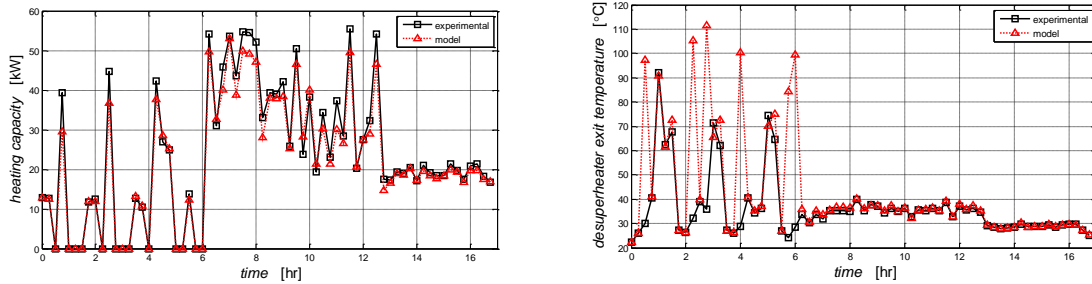 60
50
40
30
20
10
0
heating capacity [kW]
0 2 4 6 8 10 12 14 16
time [hr]
experimental
model
120
110
100
90
80
70
60
50
40
30
20
desuperheater exit temperature [°C]
0 2 4 6 8 10 12 14 16
time [hr]
experimental
model